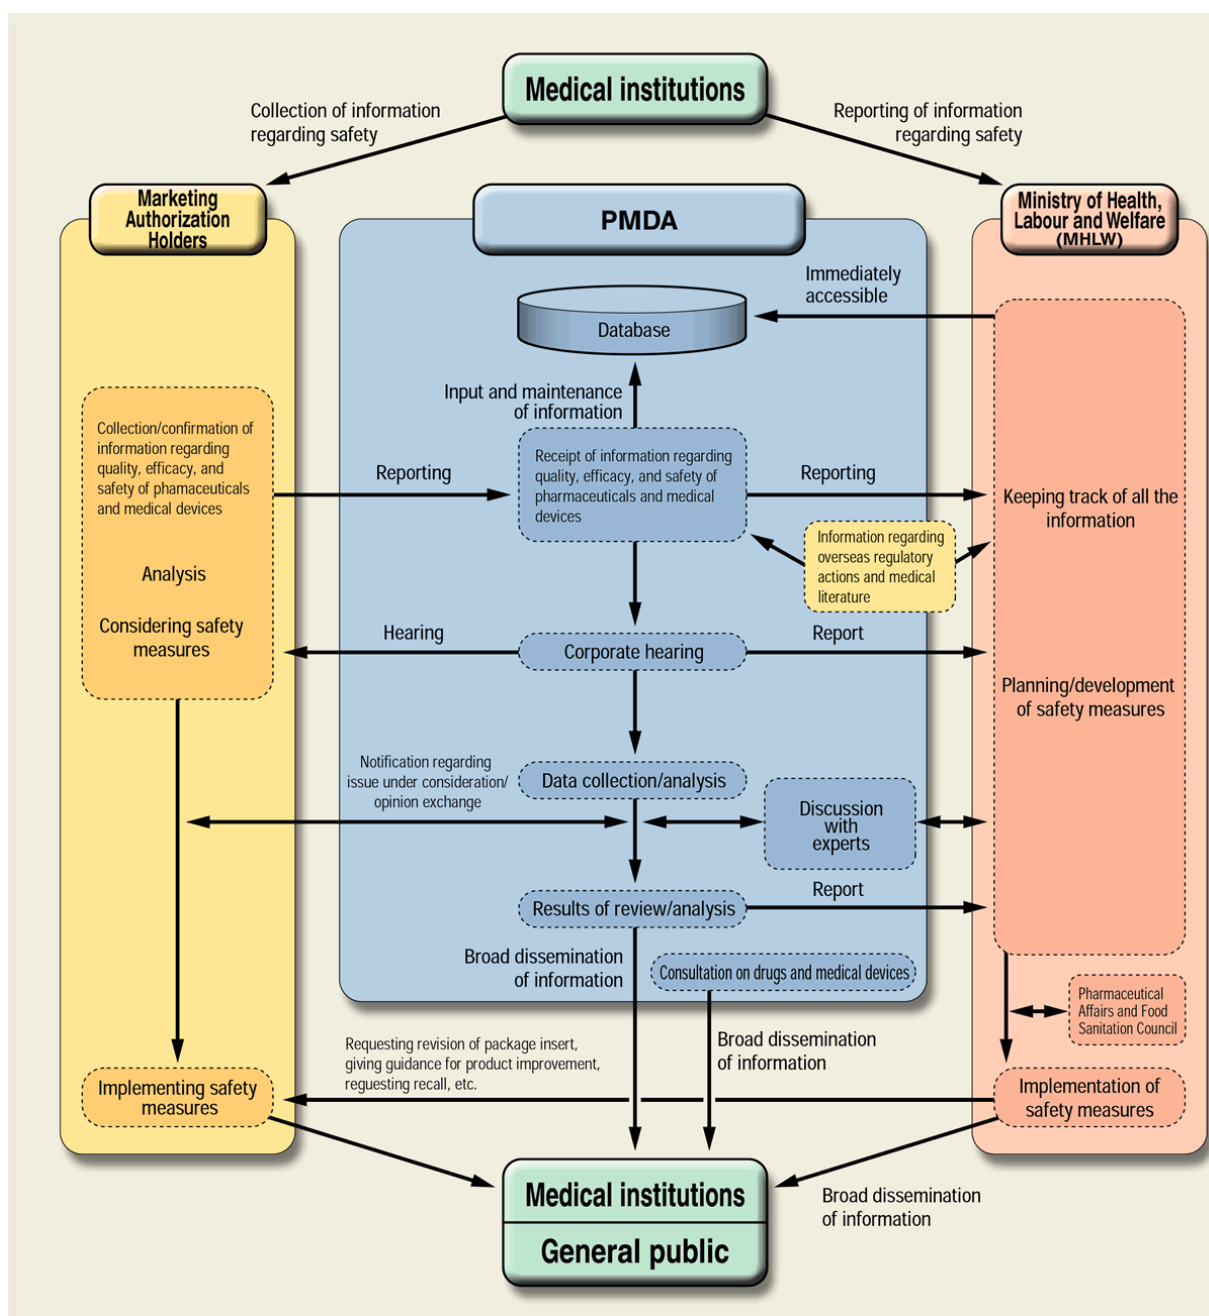 Medical institutions
Collection of information
regarding safety
Reporting of information
regarding safety
Marketing
Authorization
Holders
PMDA
Ministry of Health,
Labour and Welfare
(MHLW)
Immediately
accessible
Database
Input and maintenance
of information
Collection/confirmation of
information regarding
quality, efficacy, and
safety of phamaceuticals
and medical devices
Analysis
Considering safety
measures
Reporting
Receipt of information regarding
quality, efficacy, and safety of
pharmaceuticals and medical
devices
Reporting
Keeping track of all the
information
Information regarding
overseas regulatory
actions and medical
literature
Hearing
Corporate hearing
Report
Planning/development
of safety measures
Notification regarding
issue under consideration/
opinion exchange
Data collection/analysis
Discussion
with
experts
Results of review/analysis
Report
Broad dissemination
of information
Consultation on drugs and medical devices
Pharmaceutical
Affairs and Food
Sanitation Council
Requesting revision of package insert,
giving guidance for product improvement,
requesting recall, etc.
Broad dissemination
of information
Implementing safety
measures
Implementation of
safety measures
Medical institutions
General public
Broad dissemination
of information